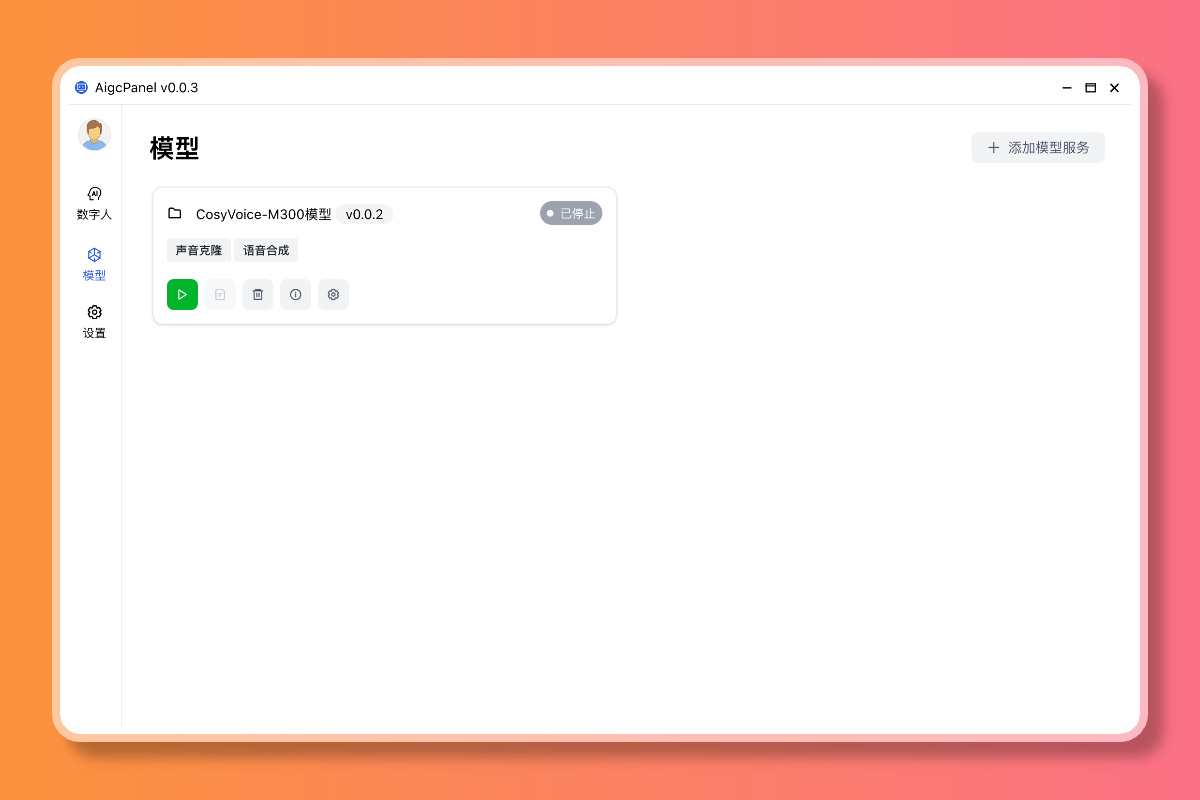 AigcPanel v0.0.3
AI
数字人
模型
设置
模型
添加模型服务
CosyVoice-M300模型 v0.0.2
已停止
声音克隆 语音合成